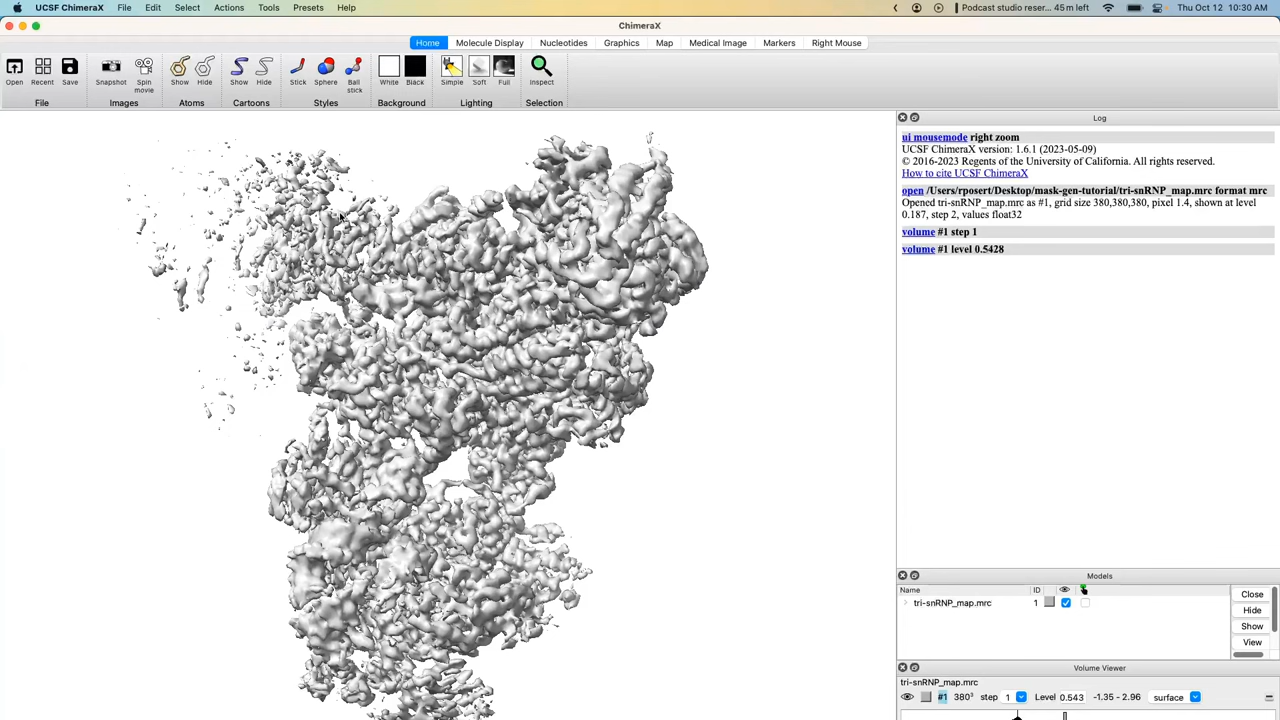 UCSF ChimeraX File Edit Select Actions Tools Presets Help Podcast studio reser... 45 m left Thu Oct 12 10:30 AM
ChimeraX
Home Molecule Display Nucleotides Graphics Map Medical Image Markers Right Mouse
Open Recent Save Snapshot Spin movie Show Hide Show Hide Stick Sphere Ball stick White Black Simple Soft Full Inspect
File Images Atoms Cartoons Styles Background Lighting Selection
Log
ui mousemode right zoom
UCSF ChimeraX version: 1.6.1 (2023-05-09)
© 2016-2023 Regents of the University of California. All rights reserved.
How to cite UCSF ChimeraX
open /Users/rposert/Desktop/mask-gen-tutorial/tri-snRNP_map.mrc format mrc
Opened tri-snRNP_map.mrc as #1, grid size 380,380,380, pixel 1.4, shown at level
0.187, step 2, values float32
volume #1 step 1
volume #1 level 0.5428
Models
Name ID
tri-snRNP_map.mrc 1
Close
Hide
Show
View
Volume Viewer
tri-snRNP_map.mrc
#1 380³ step 1 Level 0.543 -1.35 - 2.96 surface